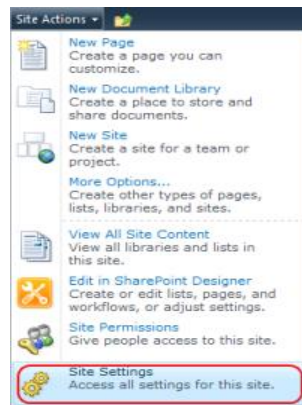 Site Actions
New Page
Create a page you can
customize.
New Document Library
Create a place to store and
share documents.
New Site
Create a site for a team or
project.
More Options...
Create other types of pages,
lists, libraries, and sites.
View All Site Content
View all libraries and lists in
this site.
Edit in SharePoint Designer
Create or edit lists, pages, and
workflows, or adjust settings.
Site Permissions
Give people access to this site.
Site Settings
Access all settings for this site.